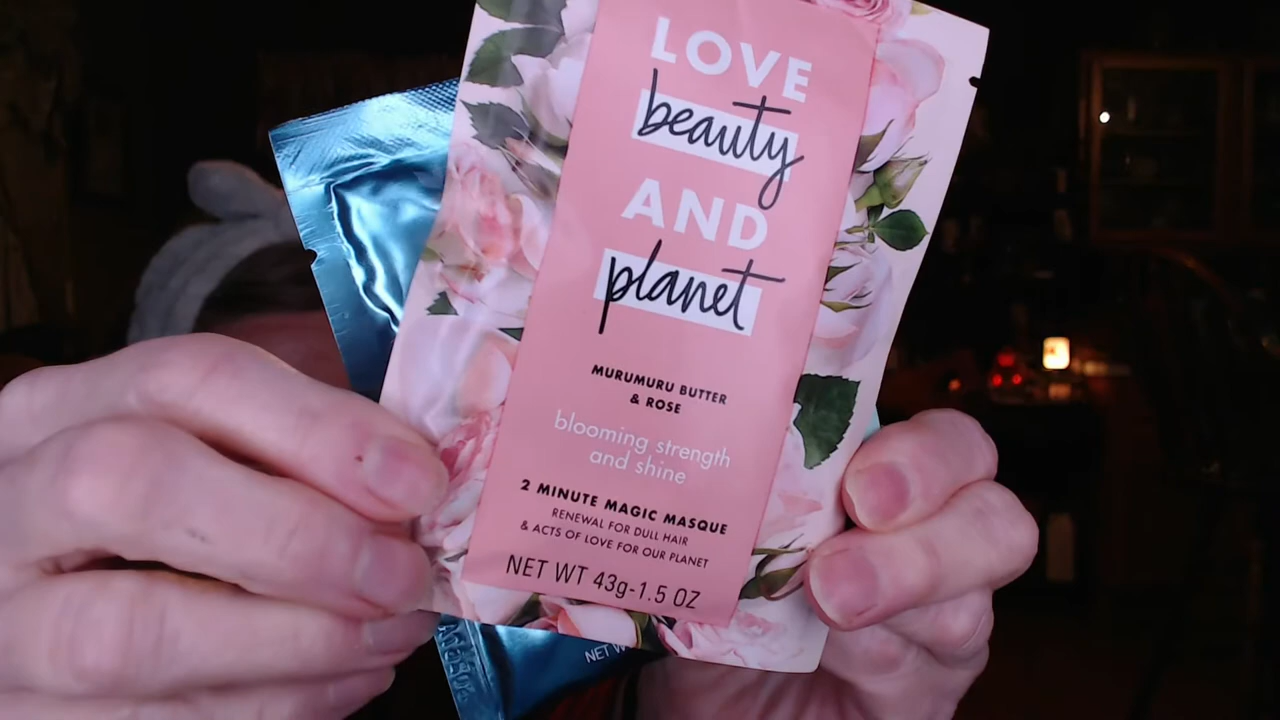 LOVE
beauty
AND
planet
MURUMURU BUTTER
& ROSE
blooming strength
and shine
2 MINUTE MAGIC MASQUE
RENEWAL FOR DULL HAIR
& ACTS OF LOVE FOR OUR PLANET
NET WT 43g-1.5 OZ
NET W